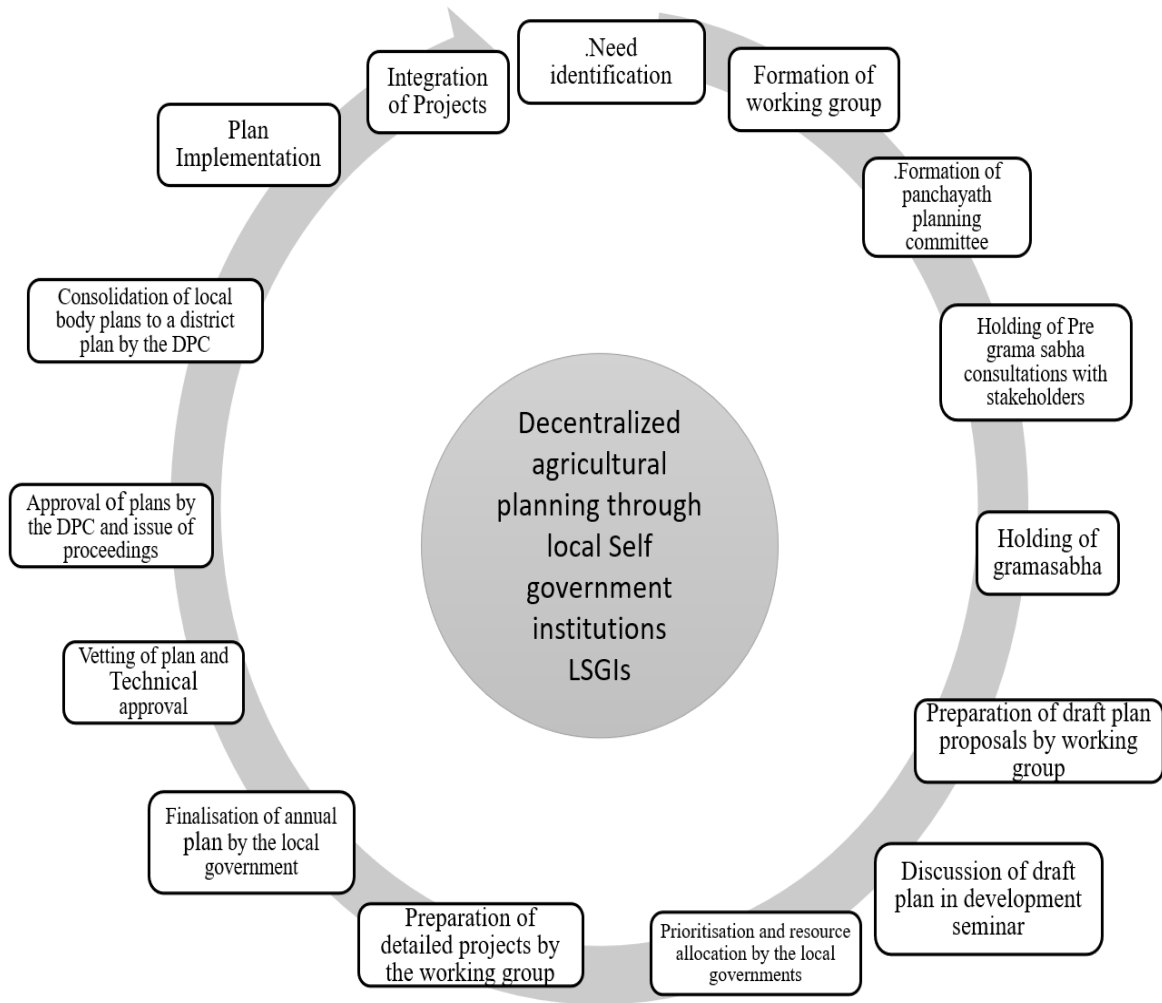 .Need
identification
Formation of
working group
.Formation of
panchayath
planning
committee
Holding of Pre
grama sabha
consultations with
stakeholders
Holding of
gramasabha
Preparation of draft plan
proposals by working
group
Discussion of draft
plan in development
seminar
Prioritisation and resource
allocation by the local
governments
Preparation of
detailed projects by
the working group
Finalisation of annual
plan by the local
government
Vetting of plan and
Technical
approval
Approval of plans by
the DPC and issue of
proceedings
Consolidation of local
body plans to a district
plan by the DPC
Plan
Implementation
Integration
of Projects
Decentralized
agricultural
planning through
local Self
government
institutions
LSGIs